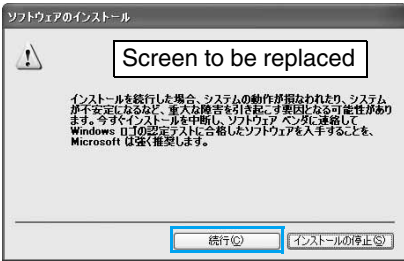 ソフトウェアのインストール
Screen to be replaced
インストールを続行した場合、システムの動作が損なわれたり、システム
が不安定になるなど、重大な障害を引き起こす要因となる可能性があり
ます。今すぐインストールを中断し、ソフトウェア ベンダに連絡して
Windows ロゴの認定テストに合格したソフトウェアを入手することを、
Microsoft は強く推奨します。
続行(C)
インストールの停止(S)